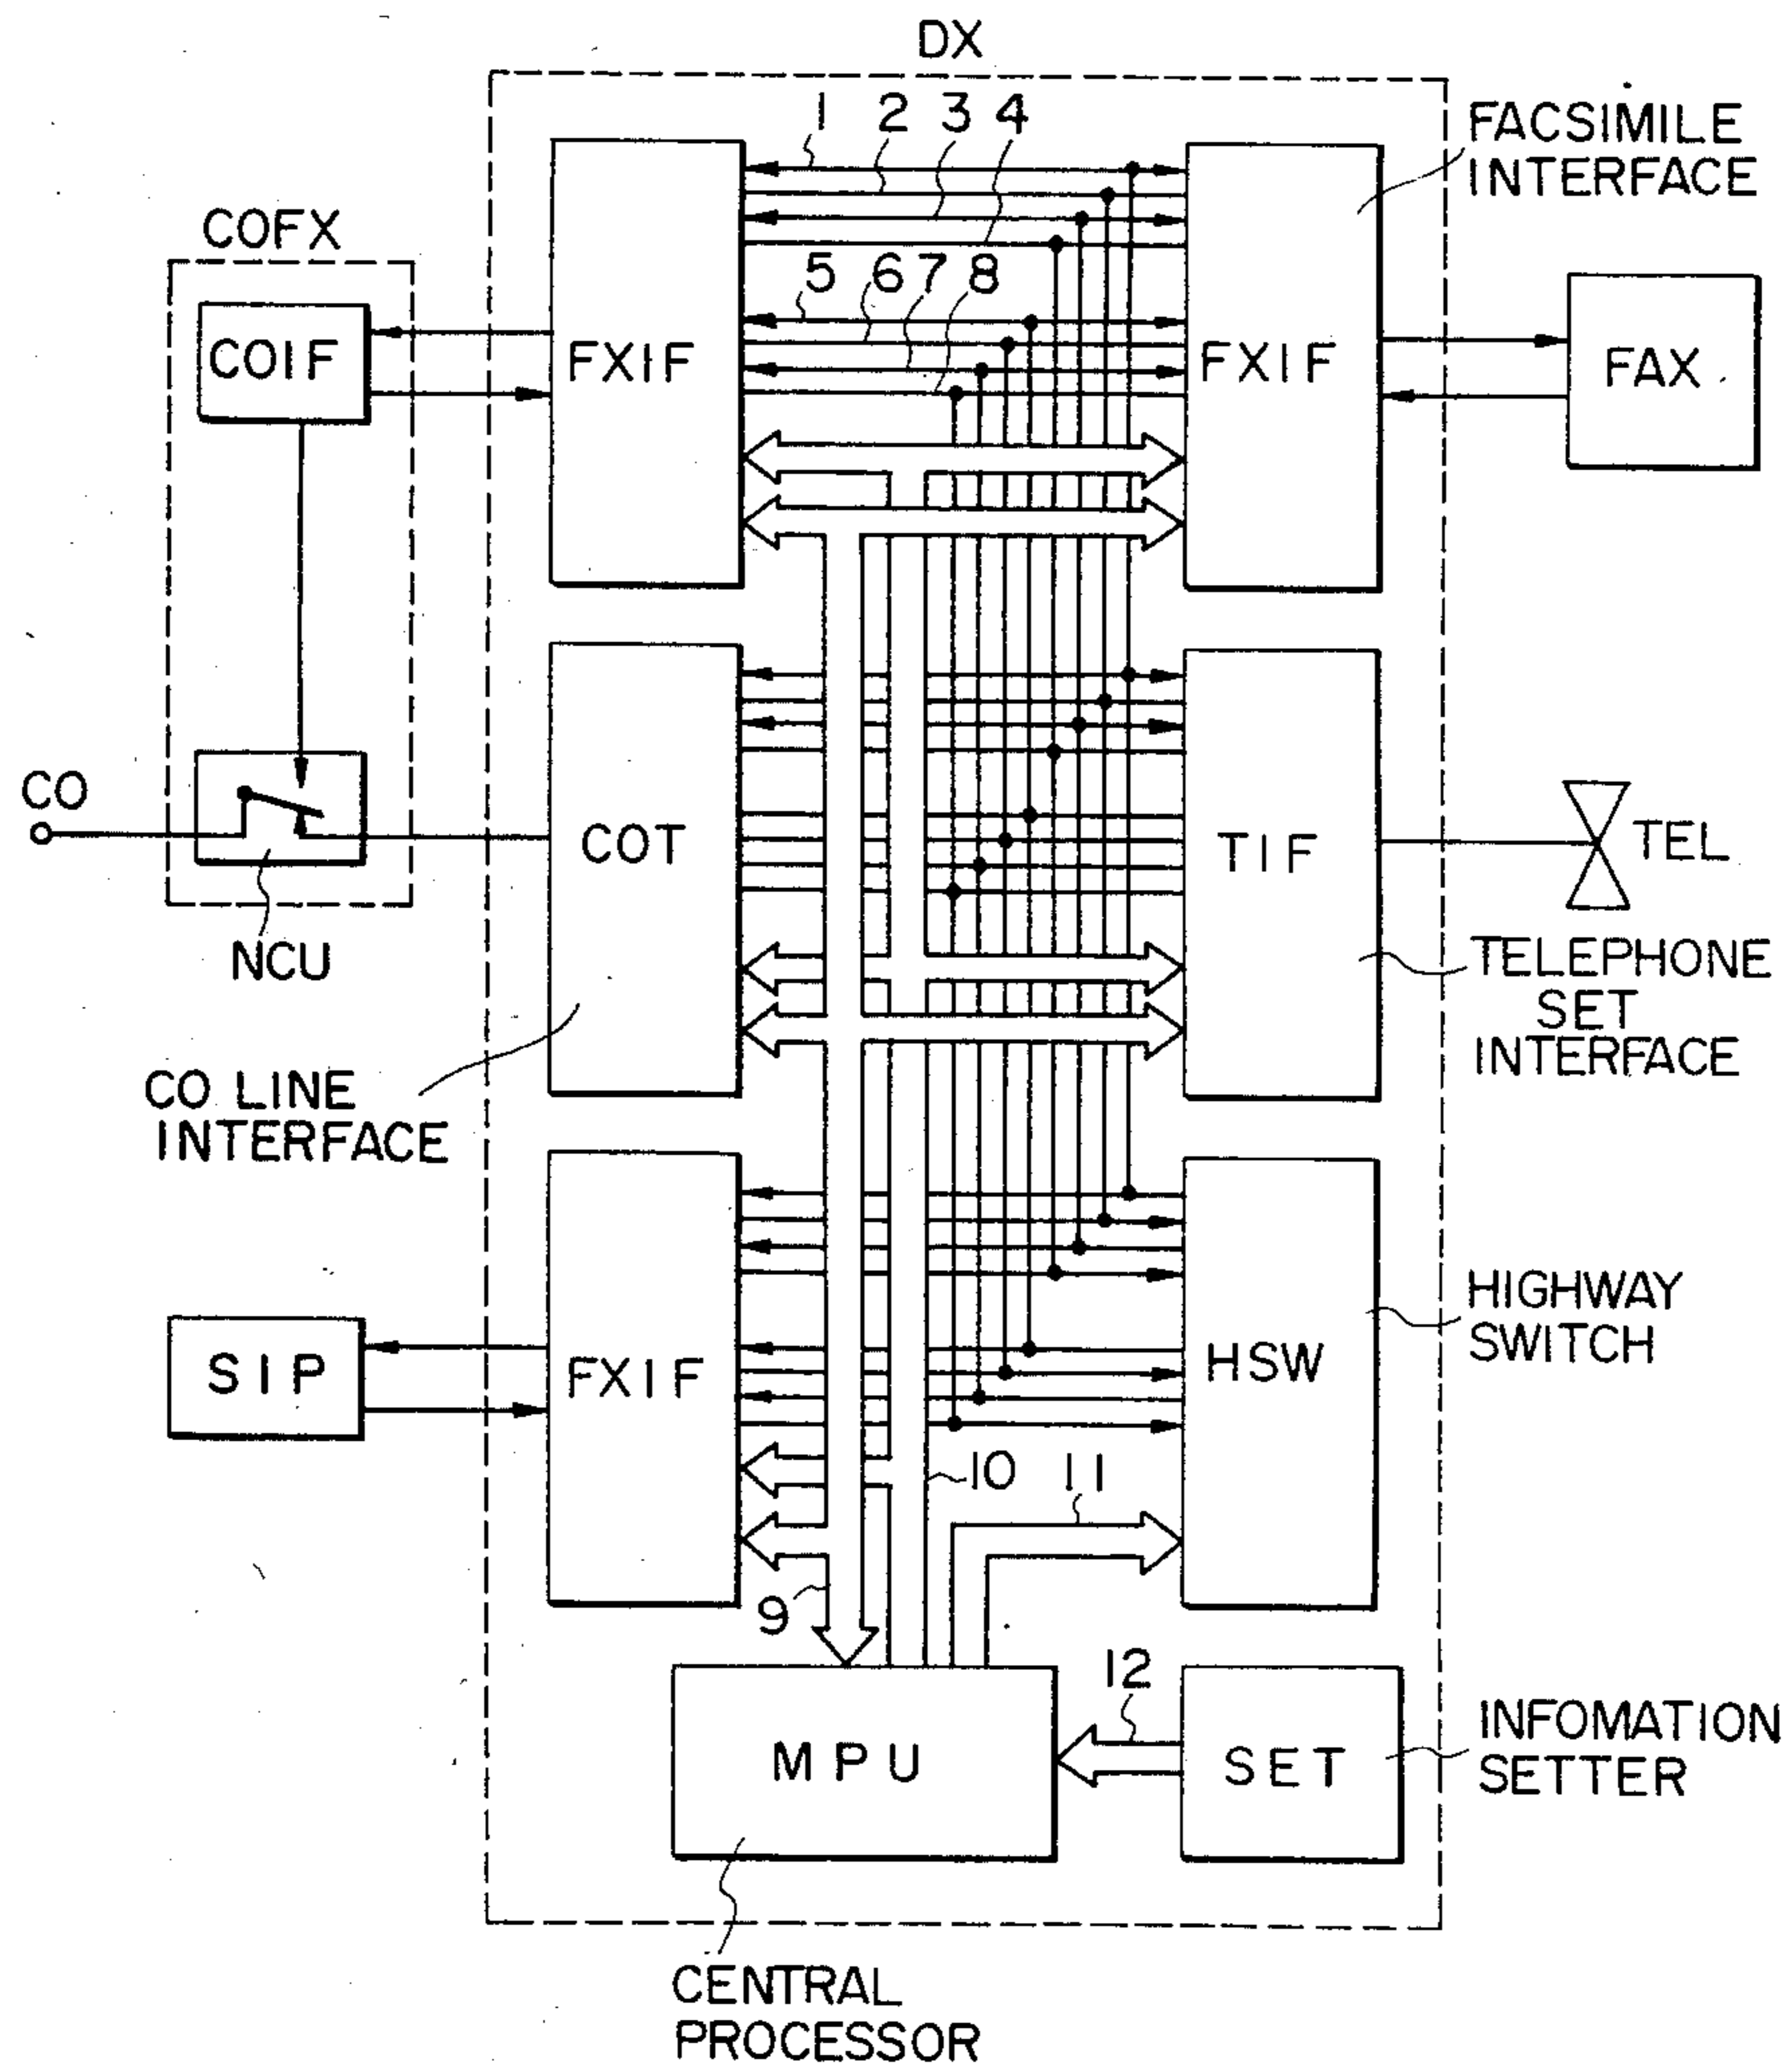 DX
1 2 3 4
FACSIMILE
INTERFACE
COFX
5 6 7 8
COIF
FXIF
FXIF
FAX
CO
COT
TIF
TEL
NCU
TELEPHONE
SET
INTERFACE
CO LINE
INTERFACE
HIGHWAY
SWITCH
SIP
FXIF
HSW
10
11
9
12
MPU
SET
INFOMATION
SETTER
CENTRAL
PROCESSOR